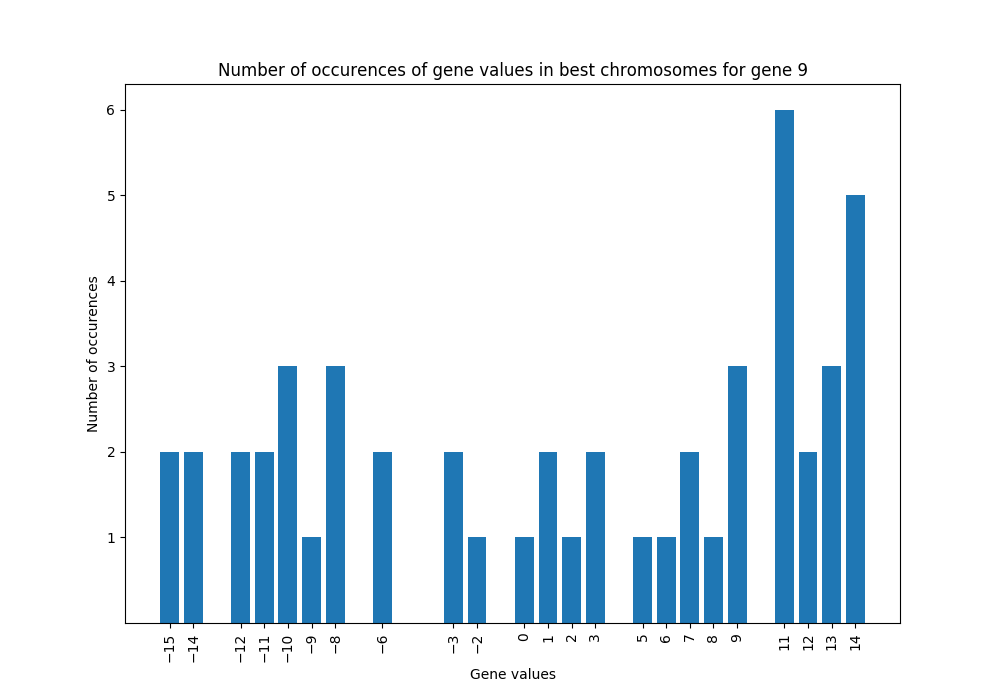 Number of occurences of gene values in best chromosomes for gene 9
Number of occurences
6
5
4
3
2
1
−15 −14 −12 −11 −10 −9 −8 −6 −3 −2 0 1 2 3 5 6 7 8 9 11 12 13 14
Gene values